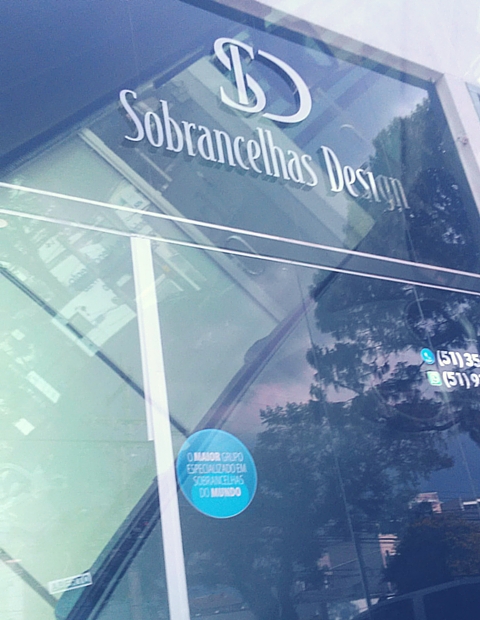 SD
Sobrancelhas Design
(51) 35
(51) 9
O MAIOR GRUPO
ESPECIALIZADO EM
SOBRANCELHAS
DO MUNDO